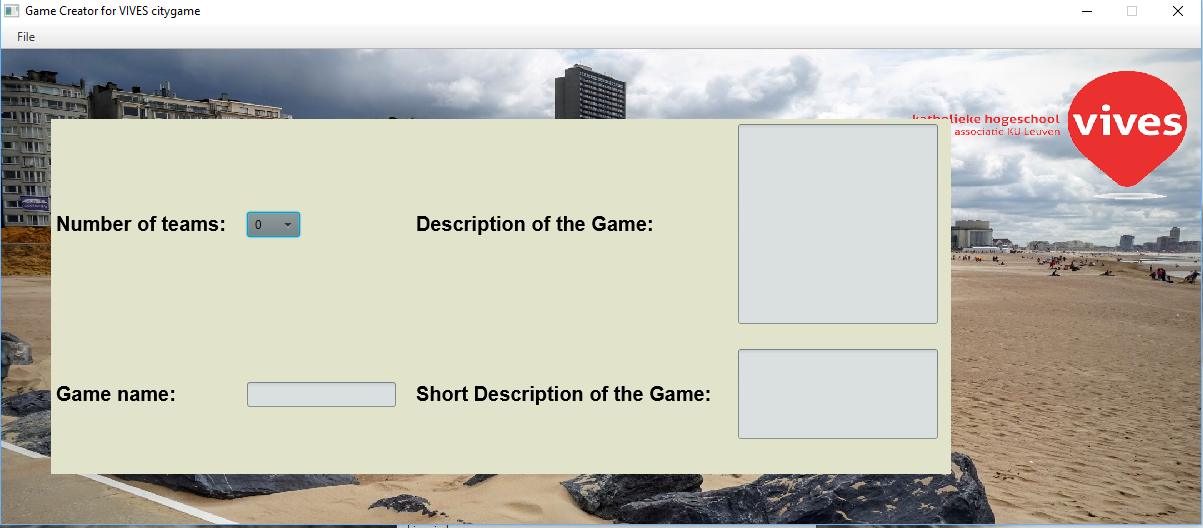 Game Creator for VIVES citygame
File
katholieke hogeschool
associatie KU Leuven
vives
Number of teams:
0
Description of the Game:
Game name:
Short Description of the Game: